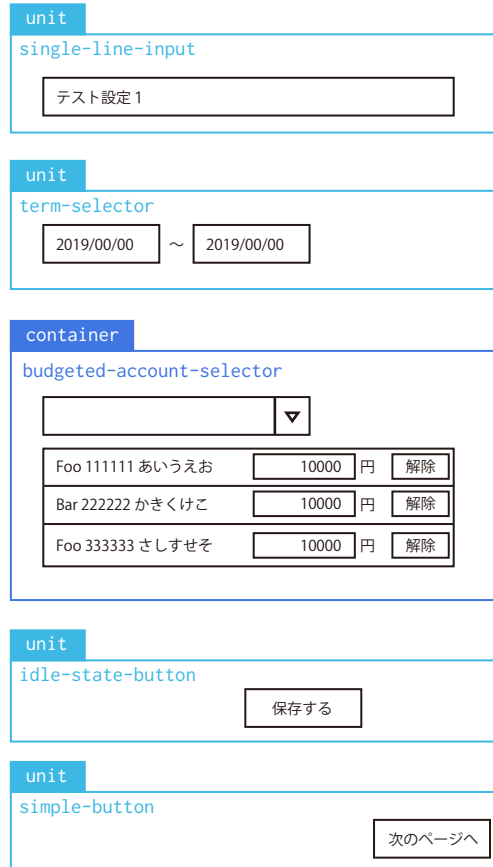 unit
single-line-input
テスト設定1
unit
term-selector
2019/00/00 〜 2019/00/00
container
budgeted-account-selector
Foo 111111 あいうえお 10000 円 解除
Bar 222222 かきくけこ 10000 円 解除
Foo 333333 さしすせそ 10000 円 解除
unit
idle-state-button
保存する
unit
simple-button
次のページへ